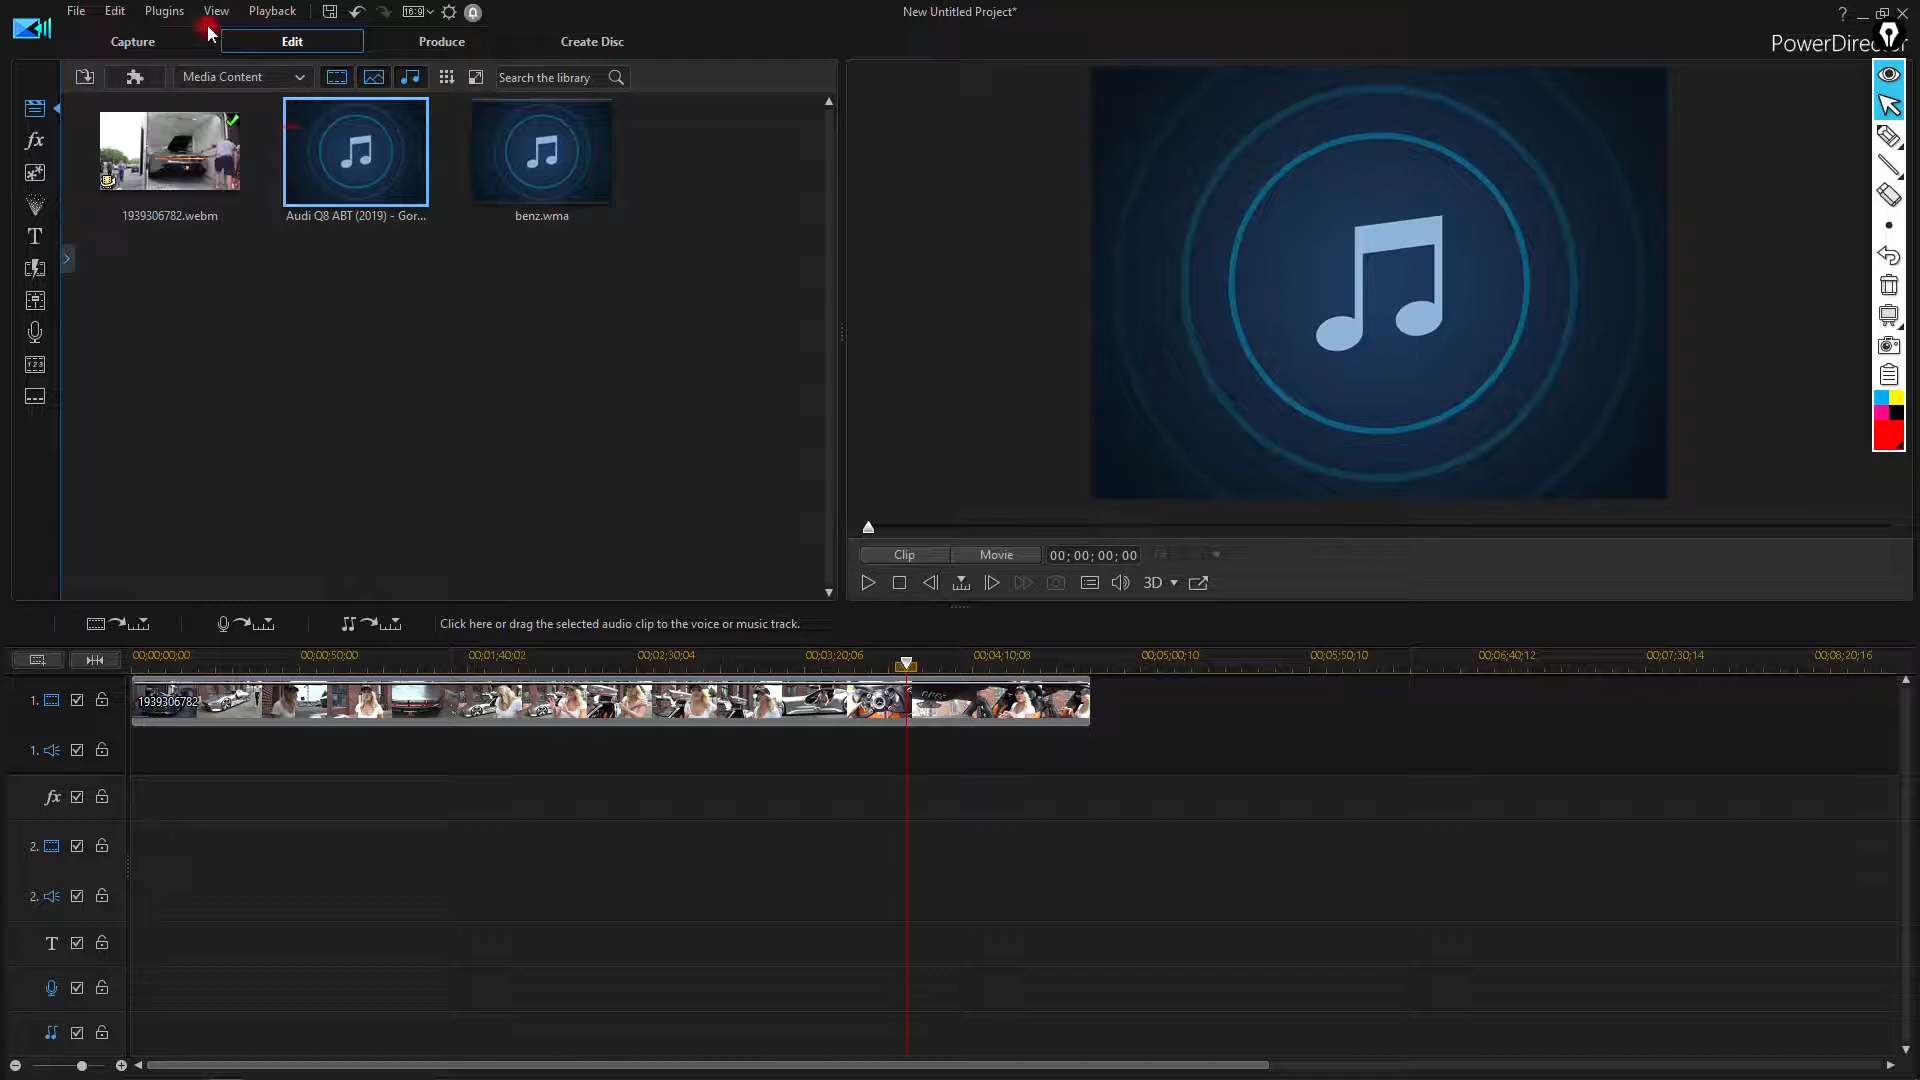 File Edit Plugins View Playback 16:9 New Untitled Project* ?
Capture Edit Produce Create Disc PowerDirector
Media Content Search the library
fx
T
1939306782.webm Audi Q8 ABT (2019) - Gor... benz.wma
Clip Movie 00; 00; 00; 00
3D
Click here or drag the selected audio clip to the voice or music track.
00;00;00;00 00;00;50;00 00;01;40;02 00;02;30;04 00;03;20;06 00;04;10;08 00;05;00;10 00;05;50;10 00;06;40;12 00;07;30;14 00;08;20;16
1. 1939306782
1.
fx
2.
2.
T